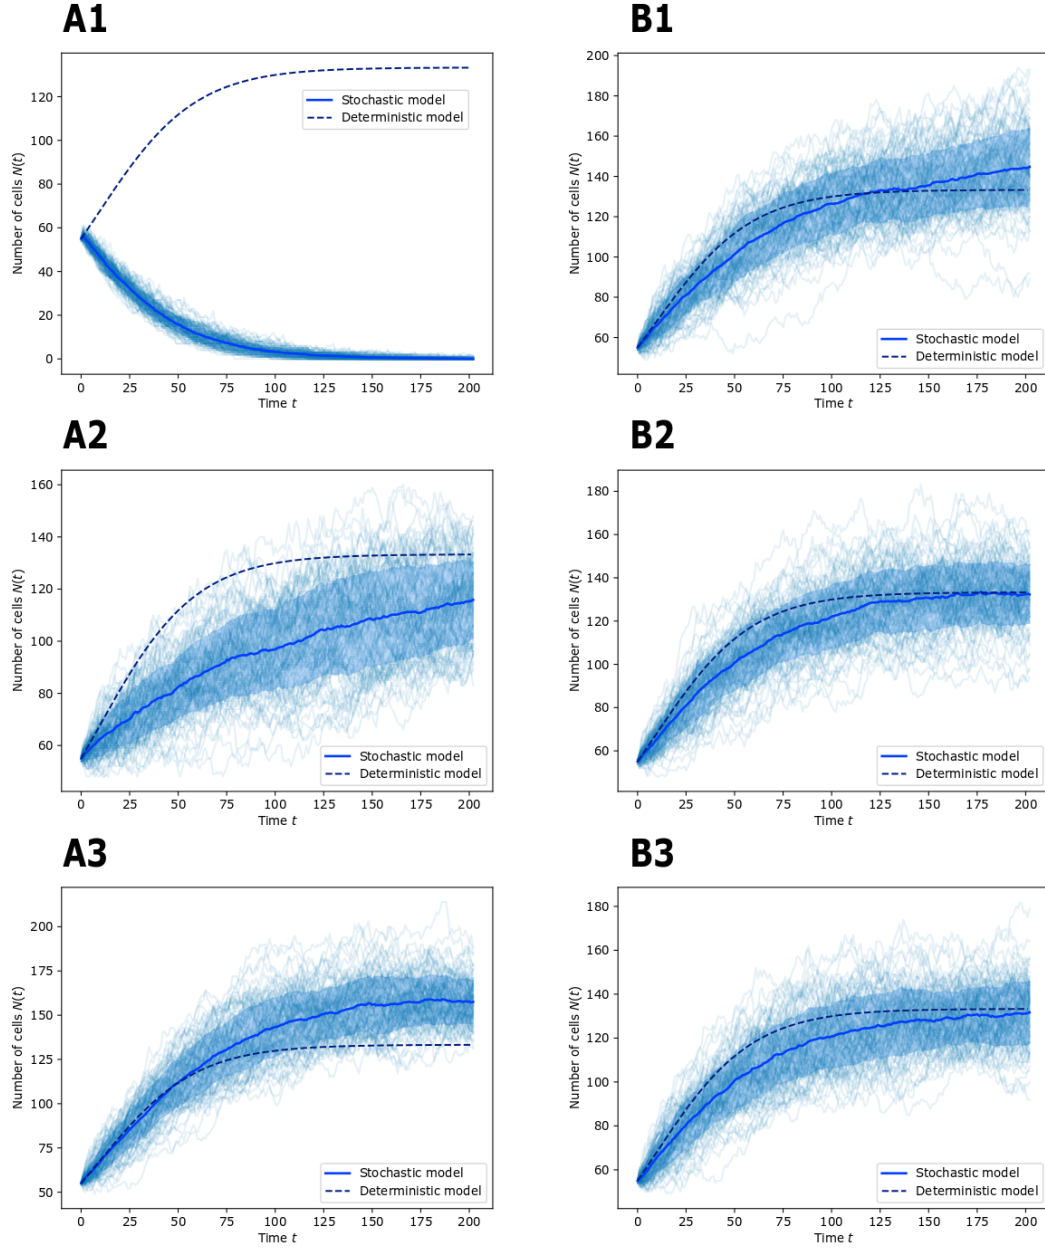 A1
B1
Number of cells N(t)
120
100
80
60
40
20
0
Stochastic model
Deterministic model
0 25 50 75 100 125 150 175 200
Time t
Number of cells N(t)
200
180
160
140
120
100
80
60
Stochastic model
Deterministic model
0 25 50 75 100 125 150 175 200
Time t
A2
B2
Number of cells N(t)
160
140
120
100
80
60
Stochastic model
Deterministic model
0 25 50 75 100 125 150 175 200
Time t
Number of cells N(t)
180
160
140
120
100
80
60
Stochastic model
Deterministic model
0 25 50 75 100 125 150 175 200
Time t
A3
B3
Number of cells N(t)
200
175
150
125
100
75
50
Stochastic model
Deterministic model
0 25 50 75 100 125 150 175 200
Time t
Number of cells N(t)
180
160
140
120
100
80
60
Stochastic model
Deterministic model
0 25 50 75 100 125 150 175 200
Time t